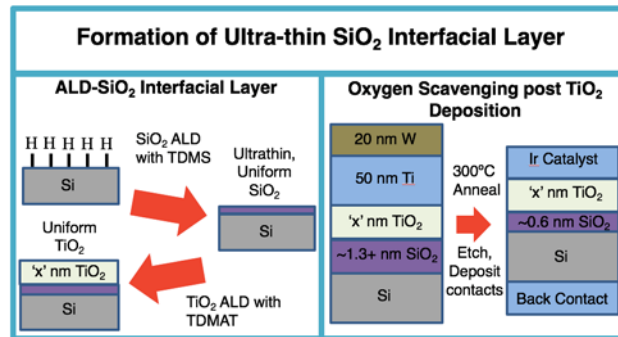 Formation of Ultra-thin SiO₂ Interfacial Layer
ALD-SiO₂ Interfacial Layer
H H H H H
Si
SiO₂ ALD
with TDMS
Ultrathin,
Uniform
SiO₂
Si
Uniform
TiO₂
'x' nm TiO₂
Si
TiO₂ ALD with
TDMAT
Oxygen Scavenging post TiO₂
Deposition
20 nm W
50 nm Ti
'x' nm TiO₂
~1.3+ nm SiO₂
Si
300ºC
Anneal
Etch,
Deposit
contacts
Ir Catalyst
'x' nm TiO₂
~0.6 nm SiO₂
Si
Back Contact